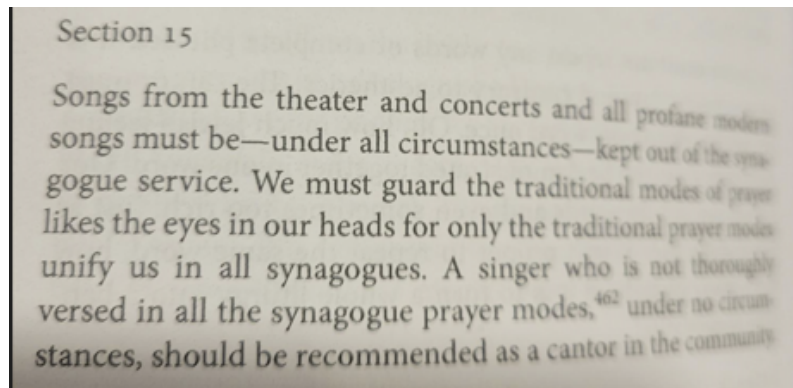 Section 15
Songs from the theater and concerts and all profane modern
songs must be—under all circumstances—kept out of the syna-
gogue service. We must guard the traditional modes of prayer
likes the eyes in our heads for only the traditional prayer modes
unify us in all synagogues. A singer who is not thoroughly
versed in all the synagogue prayer modes,⁴⁶² under no circum-
stances, should be recommended as a cantor in the community.